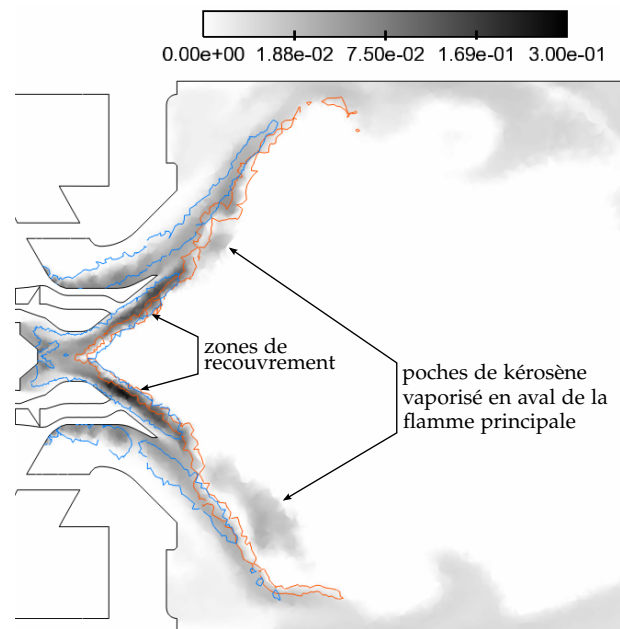 0.00e+00 1.88e-02 7.50e-02 1.69e-01 3.00e-01
zones de
recouvrement
poches de kérosène
vaporisé en aval de la
flamme principale